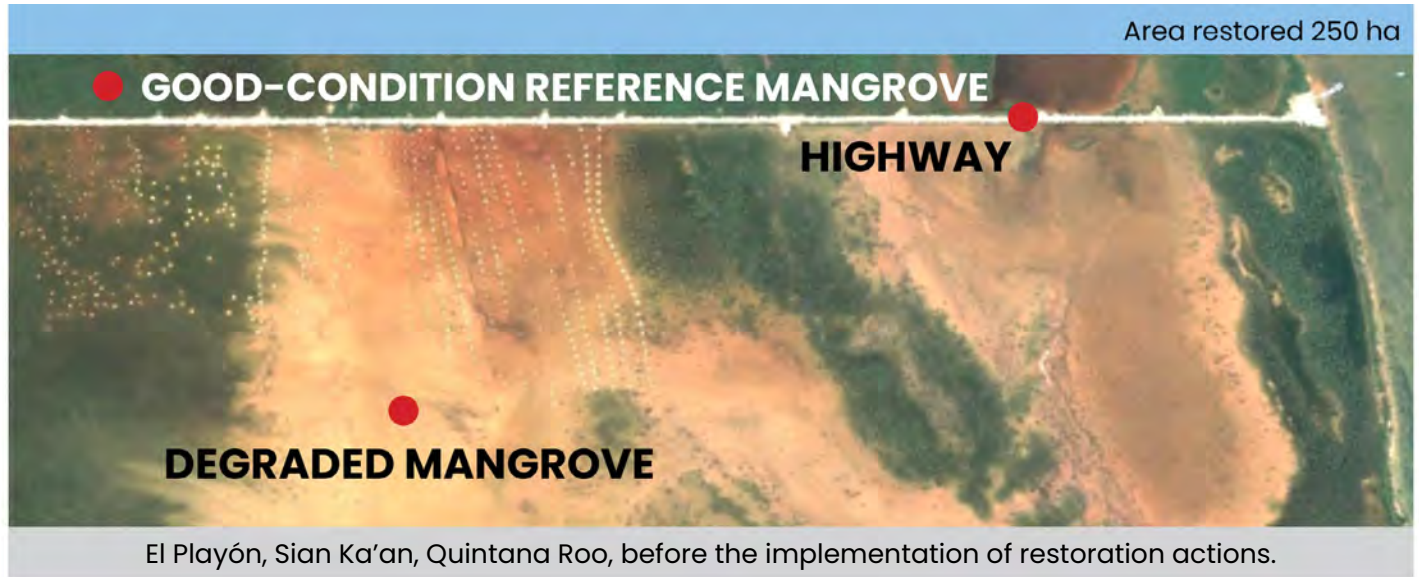 Area restored 250 ha
GOOD-CONDITION REFERENCE MANGROVE
HIGHWAY
DEGRADED MANGROVE
El Playón, Sian Ka’an, Quintana Roo, before the implementation of restoration actions.